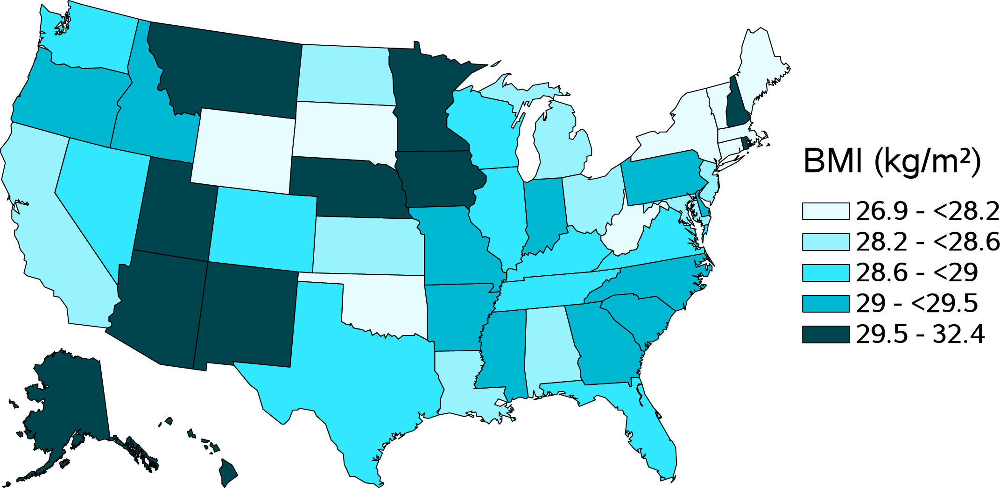 BMI (kg/m²)
26.9 - <28.2
28.2 - <28.6
28.6 - <29
29 - <29.5
29.5 - 32.4